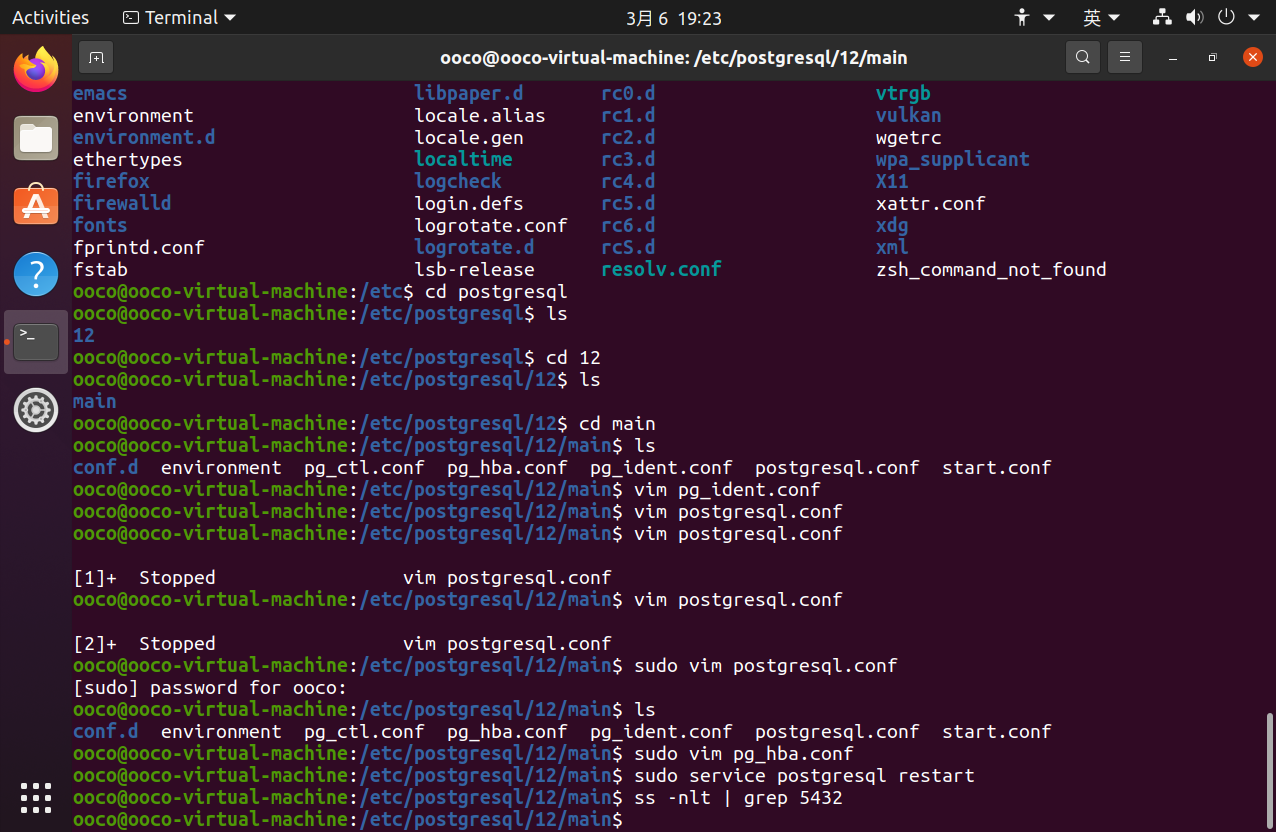 Activities Terminal 3月 6 19:23 英
ooco@ooco-virtual-machine: /etc/postgresql/12/main
emacs libpaper.d rc0.d vtrgb
environment locale.alias rc1.d vulkan
environment.d locale.gen rc2.d wgetrc
ethertypes localtime rc3.d wpa_supplicant
firefox logcheck rc4.d X11
firewalld login.defs rc5.d xattr.conf
fonts logrotate.conf rc6.d xdg
fprintd.conf logrotate.d rcS.d xml
fstab lsb-release resolv.conf zsh_command_not_found
ooco@ooco-virtual-machine:/etc$ cd postgresql
ooco@ooco-virtual-machine:/etc/postgresql$ ls
12
ooco@ooco-virtual-machine:/etc/postgresql$ cd 12
ooco@ooco-virtual-machine:/etc/postgresql/12$ ls
main
ooco@ooco-virtual-machine:/etc/postgresql/12$ cd main
ooco@ooco-virtual-machine:/etc/postgresql/12/main$ ls
conf.d environment pg_ctl.conf pg_hba.conf pg_ident.conf postgresql.conf start.conf
ooco@ooco-virtual-machine:/etc/postgresql/12/main$ vim pg_ident.conf
ooco@ooco-virtual-machine:/etc/postgresql/12/main$ vim postgresql.conf
ooco@ooco-virtual-machine:/etc/postgresql/12/main$ vim postgresql.conf
[1]+ Stopped vim postgresql.conf
ooco@ooco-virtual-machine:/etc/postgresql/12/main$ vim postgresql.conf
[2]+ Stopped vim postgresql.conf
ooco@ooco-virtual-machine:/etc/postgresql/12/main$ sudo vim postgresql.conf
[sudo] password for ooco:
ooco@ooco-virtual-machine:/etc/postgresql/12/main$ ls
conf.d environment pg_ctl.conf pg_hba.conf pg_ident.conf postgresql.conf start.conf
ooco@ooco-virtual-machine:/etc/postgresql/12/main$ sudo vim pg_hba.conf
ooco@ooco-virtual-machine:/etc/postgresql/12/main$ sudo service postgresql restart
ooco@ooco-virtual-machine:/etc/postgresql/12/main$ ss -nlt | grep 5432
ooco@ooco-virtual-machine:/etc/postgresql/12/main$